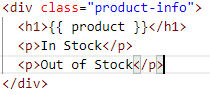 <div class="product-info">
  <h1>{{ product }}</h1>
  <p>In Stock</p>
  <p>Out of Stock</p>
</div>